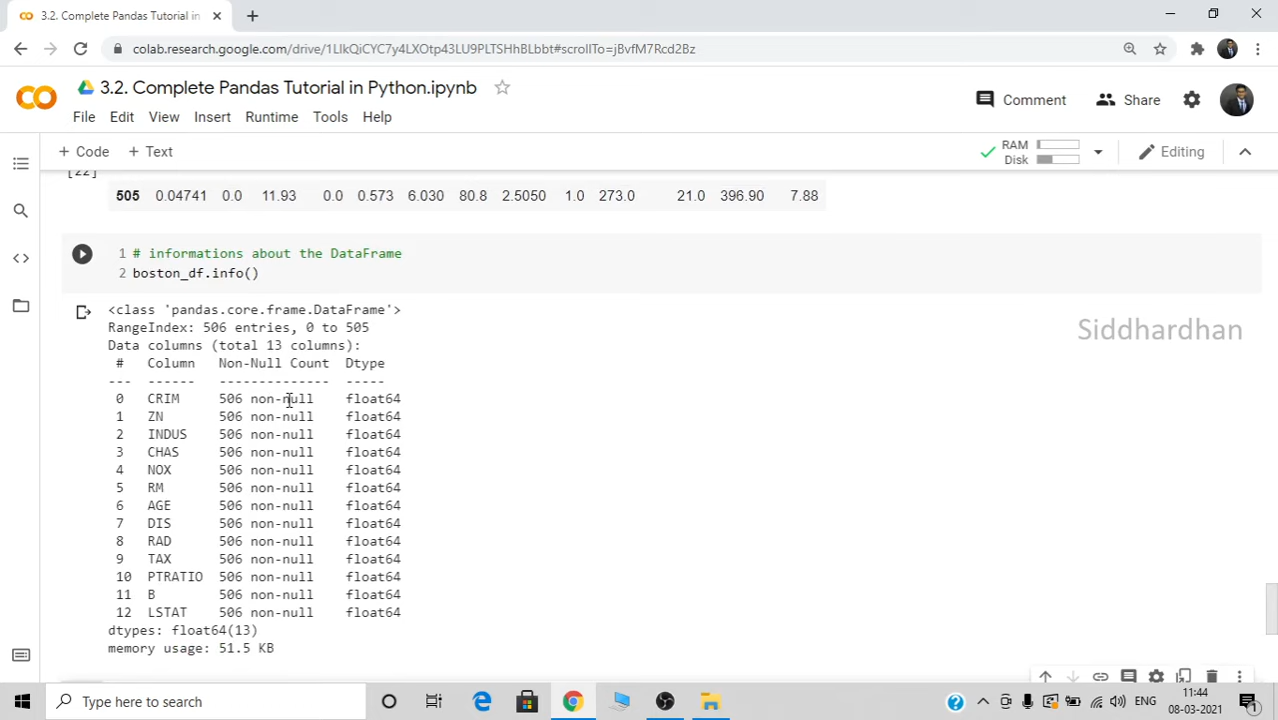 3.2. Complete Pandas Tutorial in
colab.research.google.com/drive/1LIkQiCYC7y4LXOtp43LU9PLTSHhBLbbt#scrollTo=jBvfM7Rcd2Bz
3.2. Complete Pandas Tutorial in Python.ipynb
Comment Share
File Edit View Insert Runtime Tools Help
+ Code + Text
RAM
Disk
Editing
[22]
505 0.04741 0.0 11.93 0.0 0.573 6.030 80.8 2.5050 1.0 273.0 21.0 396.90 7.88
1 # informations about the DataFrame
2 boston_df.info()
<class 'pandas.core.frame.DataFrame'>
RangeIndex: 506 entries, 0 to 505
Data columns (total 13 columns):
# Column Non-Null Count Dtype
--- ------ -------------- -----
0 CRIM 506 non-null float64
1 ZN 506 non-null float64
2 INDUS 506 non-null float64
3 CHAS 506 non-null float64
4 NOX 506 non-null float64
5 RM 506 non-null float64
6 AGE 506 non-null float64
7 DIS 506 non-null float64
8 RAD 506 non-null float64
9 TAX 506 non-null float64
10 PTRATIO 506 non-null float64
11 B 506 non-null float64
12 LSTAT 506 non-null float64
dtypes: float64(13)
memory usage: 51.5 KB
Siddhardhan
Type here to search
ENG
11:44
08-03-2021
1